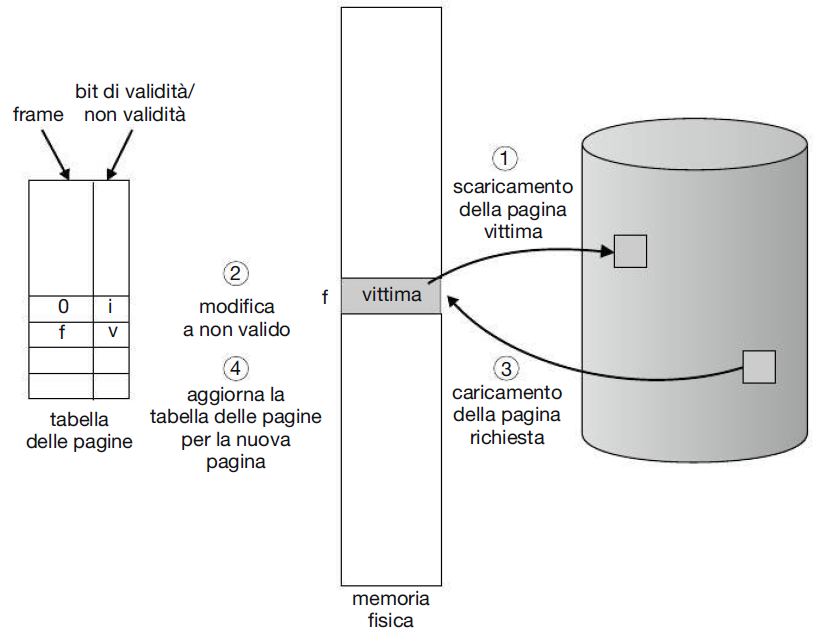 bit di validità/
frame
non validità
0
i
f
v
tabella
delle pagine
2
modifica
a non valido
4
aggiorna la
tabella delle pagine
per la nuova
pagina
f
vittima
memoria
fisica
1
scaricamento
della pagina
vittima
3
caricamento
della pagina
richiesta